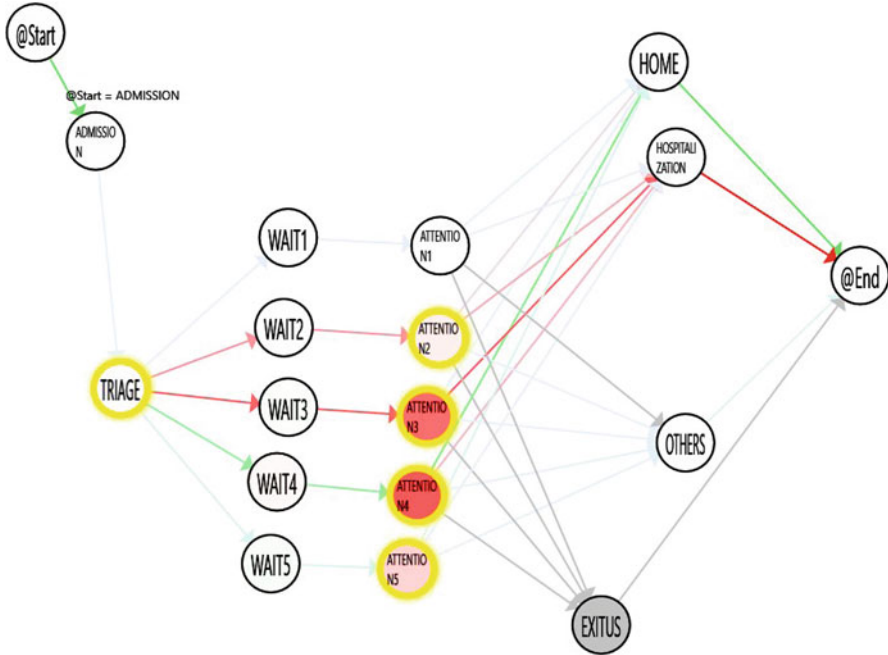 @Start
@Start = ADMISSION
ADMISSIO
N
HOME
HOSPITALI
ZATION
WAIT1
ATTENTIO
N1
@End
WAIT2
ATTENTIO
N2
TRIAGE
WAIT3
ATTENTIO
N3
OTHERS
WAIT4
ATTENTIO
N4
WAIT5
ATTENTIO
N5
EXITUS